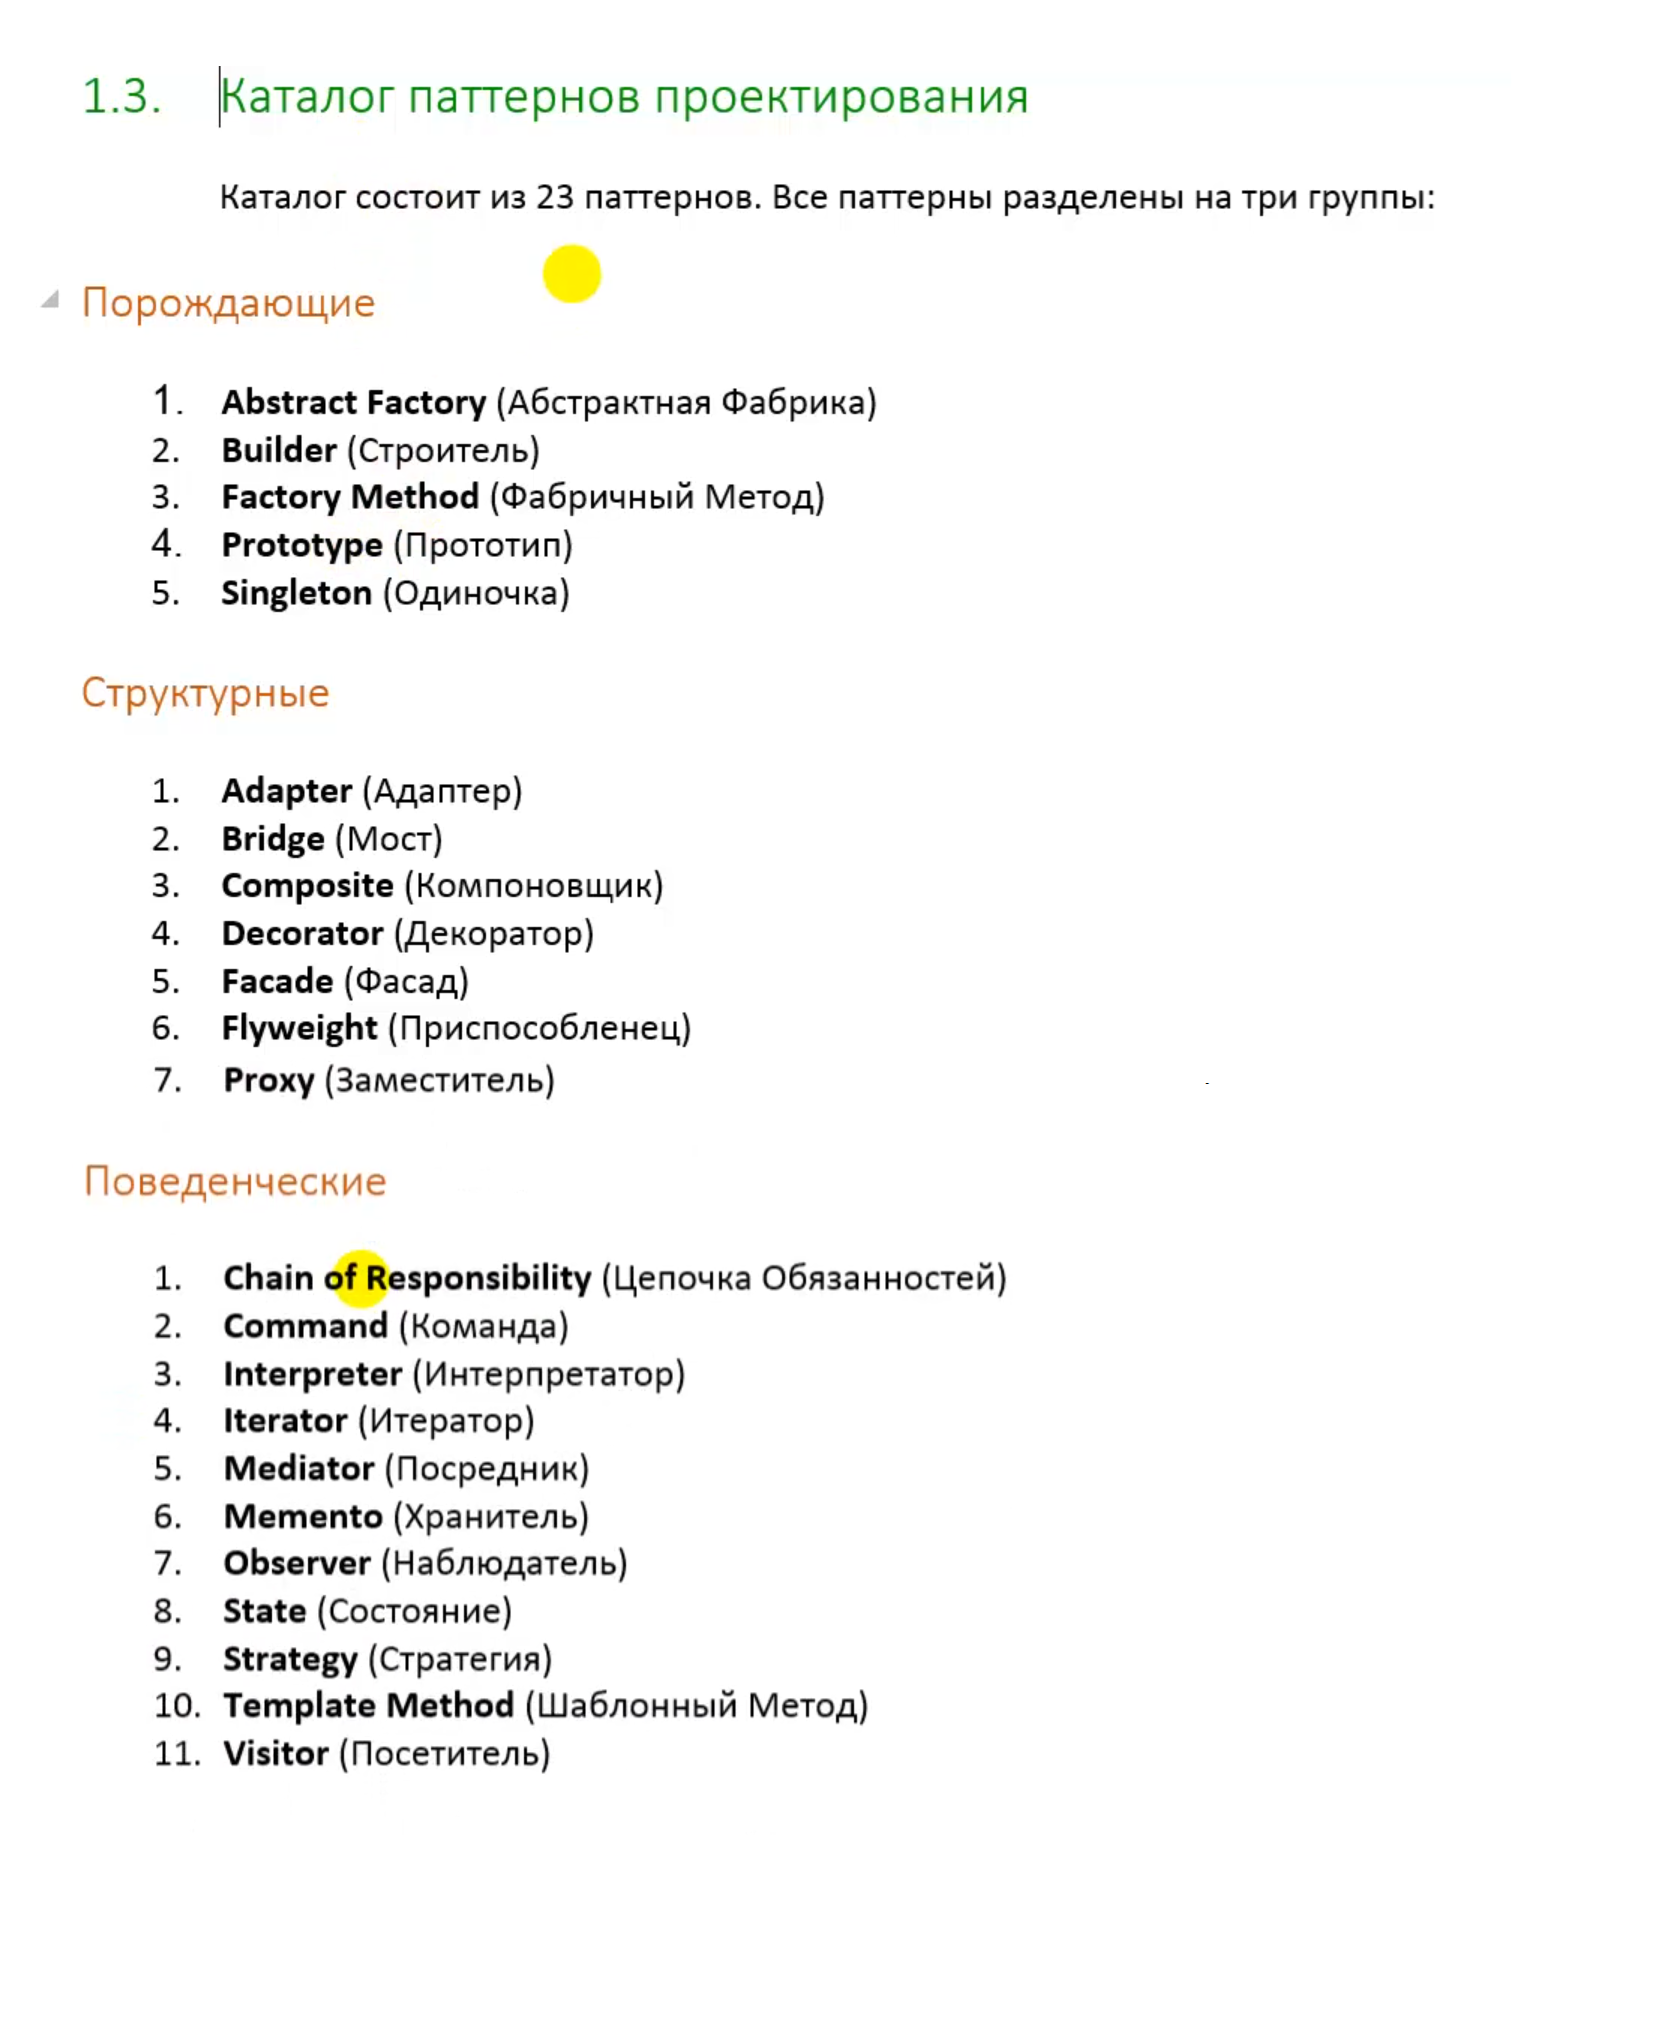 1.3. Каталог паттернов проектирования
Каталог состоит из 23 паттернов. Все паттерны разделены на три группы:
Порождающие
1. Abstract Factory (Абстрактная Фабрика)
2. Builder (Строитель)
3. Factory Method (Фабричный Метод)
4. Prototype (Прототип)
5. Singleton (Одиночка)
Структурные
1. Adapter (Адаптер)
2. Bridge (Мост)
3. Composite (Компоновщик)
4. Decorator (Декоратор)
5. Facade (Фасад)
6. Flyweight (Приспособленец)
7. Proxy (Заместитель)
Поведенческие
1. Chain of Responsibility (Цепочка Обязанностей)
2. Command (Команда)
3. Interpreter (Интерпретатор)
4. Iterator (Итератор)
5. Mediator (Посредник)
6. Memento (Хранитель)
7. Observer (Наблюдатель)
8. State (Состояние)
9. Strategy (Стратегия)
10. Template Method (Шаблонный Метод)
11. Visitor (Посетитель)